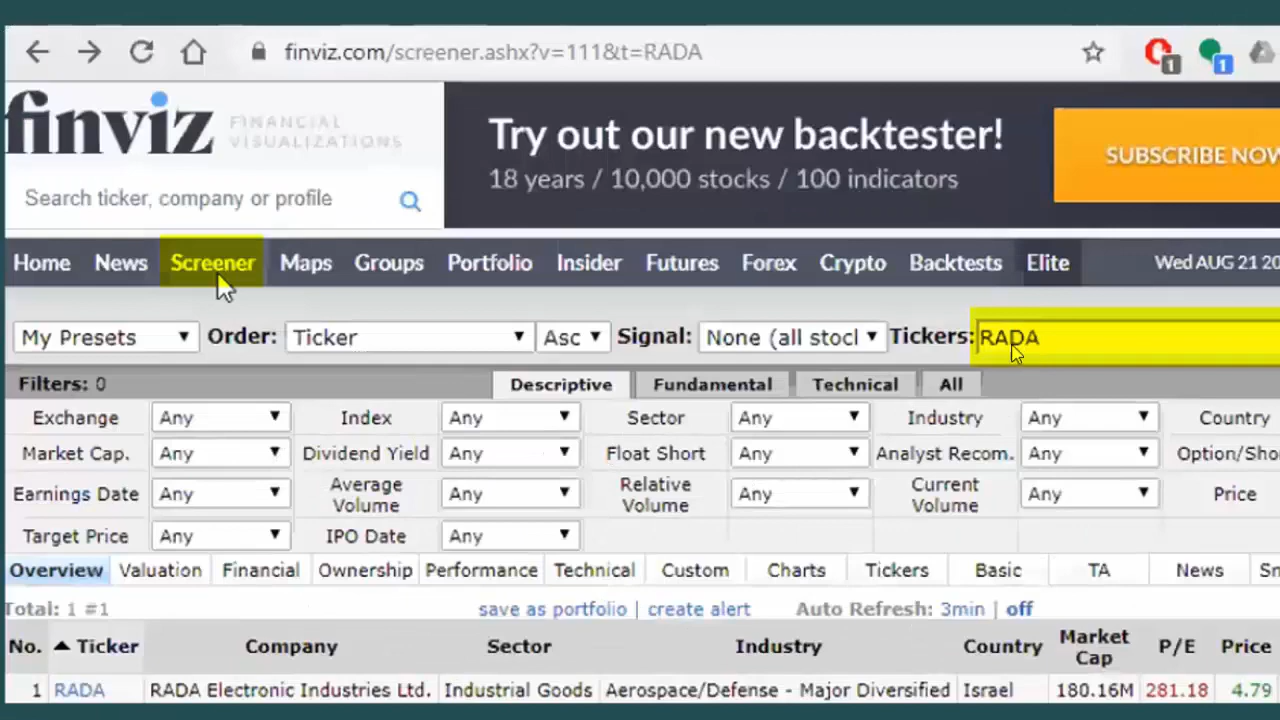 finviz.com/screener.ashx?v=111&t=RADA
1
1
finviz FINANCIAL VISUALIZATIONS
Try out our new backtester!
18 years / 10,000 stocks / 100 indicators
SUBSCRIBE NOW
Search ticker, company or profile
Home News Screener Maps Groups Portfolio Insider Futures Forex Crypto Backtests Elite Wed AUG 21 20
My Presets Order: Ticker Asc Signal: None (all stocl Tickers: RADA
Filters: 0 Descriptive Fundamental Technical All
Exchange Any Index Any Sector Any Industry Any Country
Market Cap. Any Dividend Yield Any Float Short Any Analyst Recom. Any Option/Sho
Earnings Date Any Average Volume Any Relative Volume Any Current Volume Any Price
Target Price Any IPO Date Any
Overview Valuation Financial Ownership Performance Technical Custom Charts Tickers Basic TA News Sn
Total: 1 #1 save as portfolio | create alert Auto Refresh: 3min | off
No. Ticker Company Sector Industry Country Market Cap P/E Price
1 RADA RADA Electronic Industries Ltd. Industrial Goods Aerospace/Defense - Major Diversified Israel 180.16M 281.18 4.79